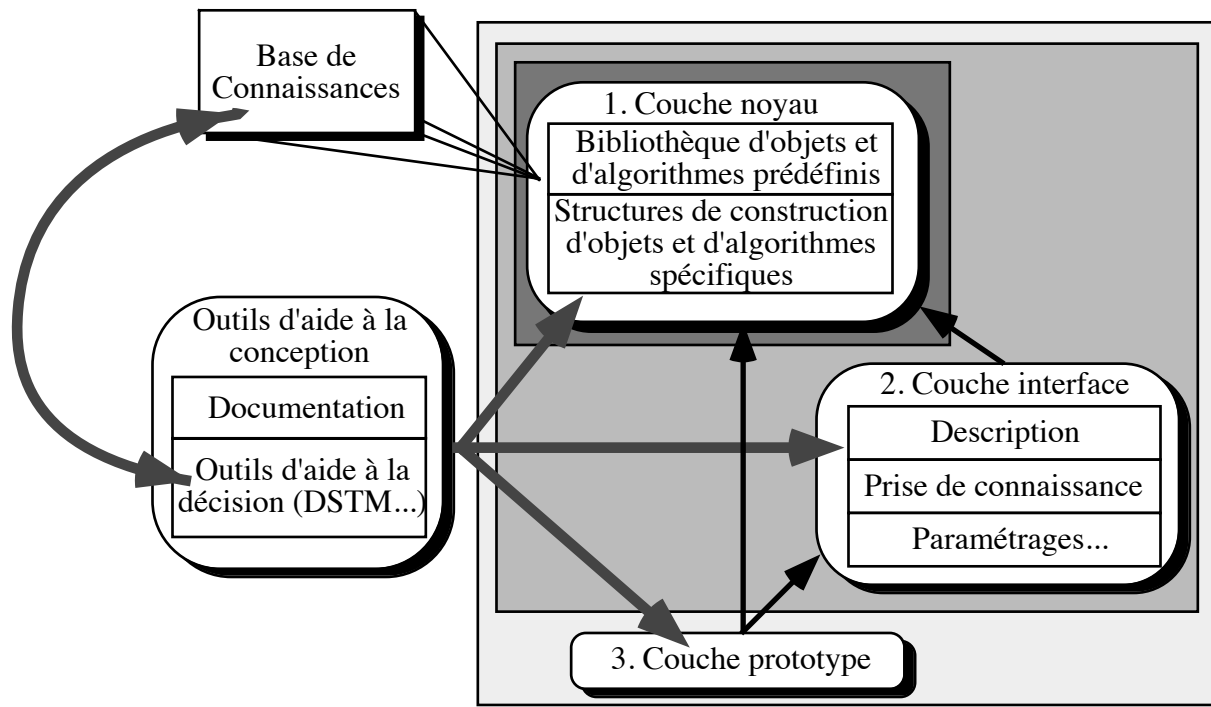 Base de
Connaissances
1. Couche noyau
Bibliothèque d'objets et
d'algorithmes prédéfinis
Structures de construction
d'objets et d'algorithmes
spécifiques
Outils d'aide à la
conception
Documentation
Outils d'aide à la
décision (DSTM...)
2. Couche interface
Description
Prise de connaissance
Paramétrages...
3. Couche prototype